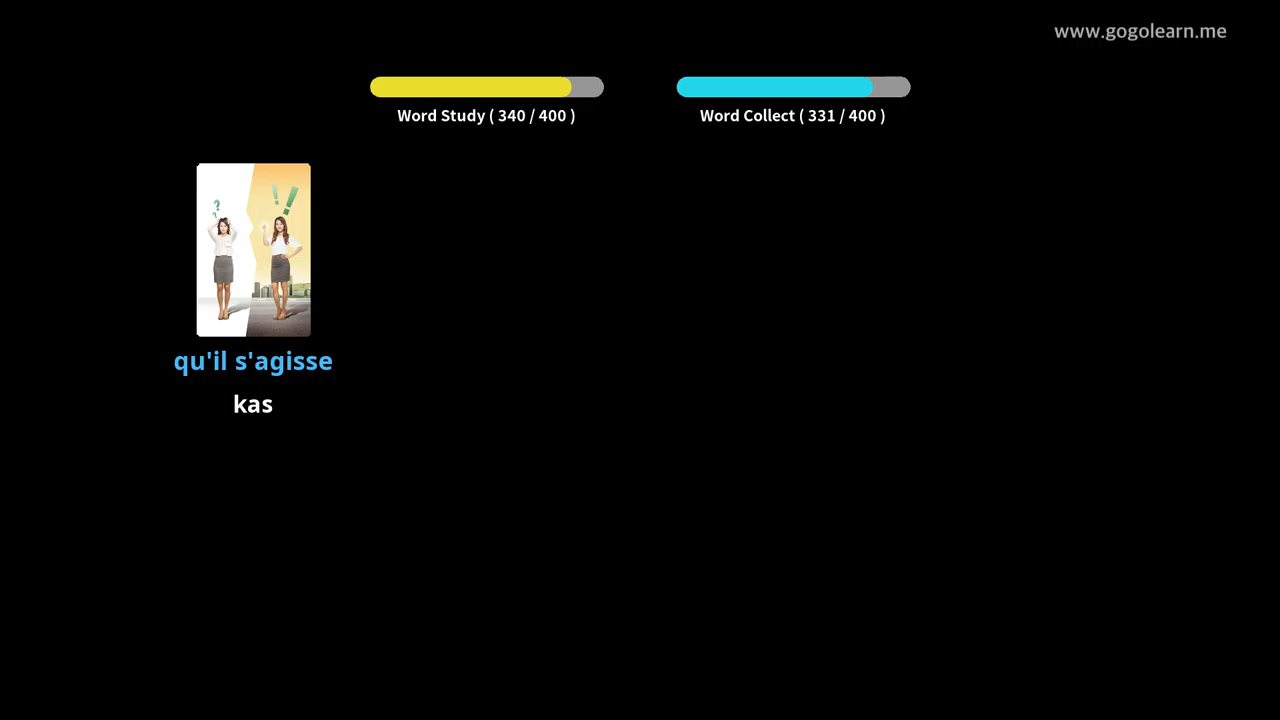 www.gogolearn.me
Word Study ( 340 / 400 )
Word Collect ( 331 / 400 )
? ?
! !
qu'il s'agisse
kas